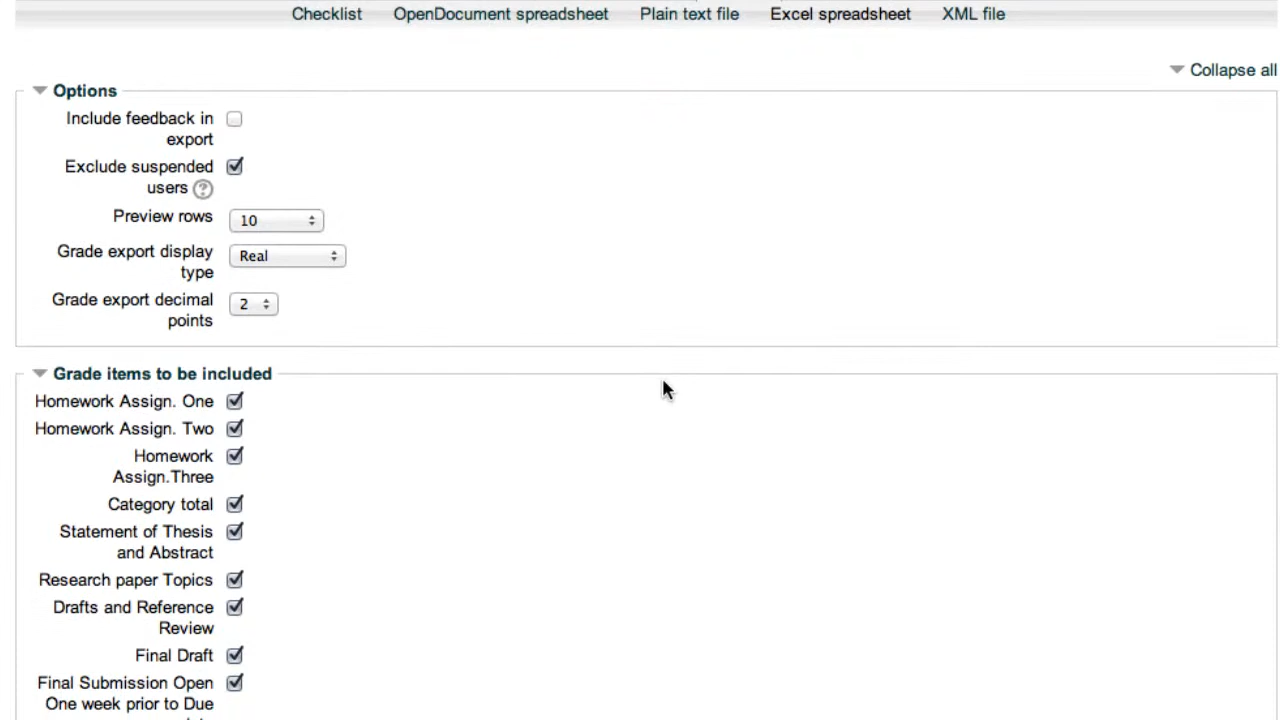 Checklist OpenDocument spreadsheet Plain text file Excel spreadsheet XML file
Collapse all
Options
Include feedback in
export
Exclude suspended
users ?
Preview rows 10
Grade export display
type Real
Grade export decimal
points 2
Grade items to be included
Homework Assign. One
Homework Assign. Two
Homework
Assign.Three
Category total
Statement of Thesis
and Abstract
Research paper Topics
Drafts and Reference
Review
Final Draft
Final Submission Open
One week prior to Due